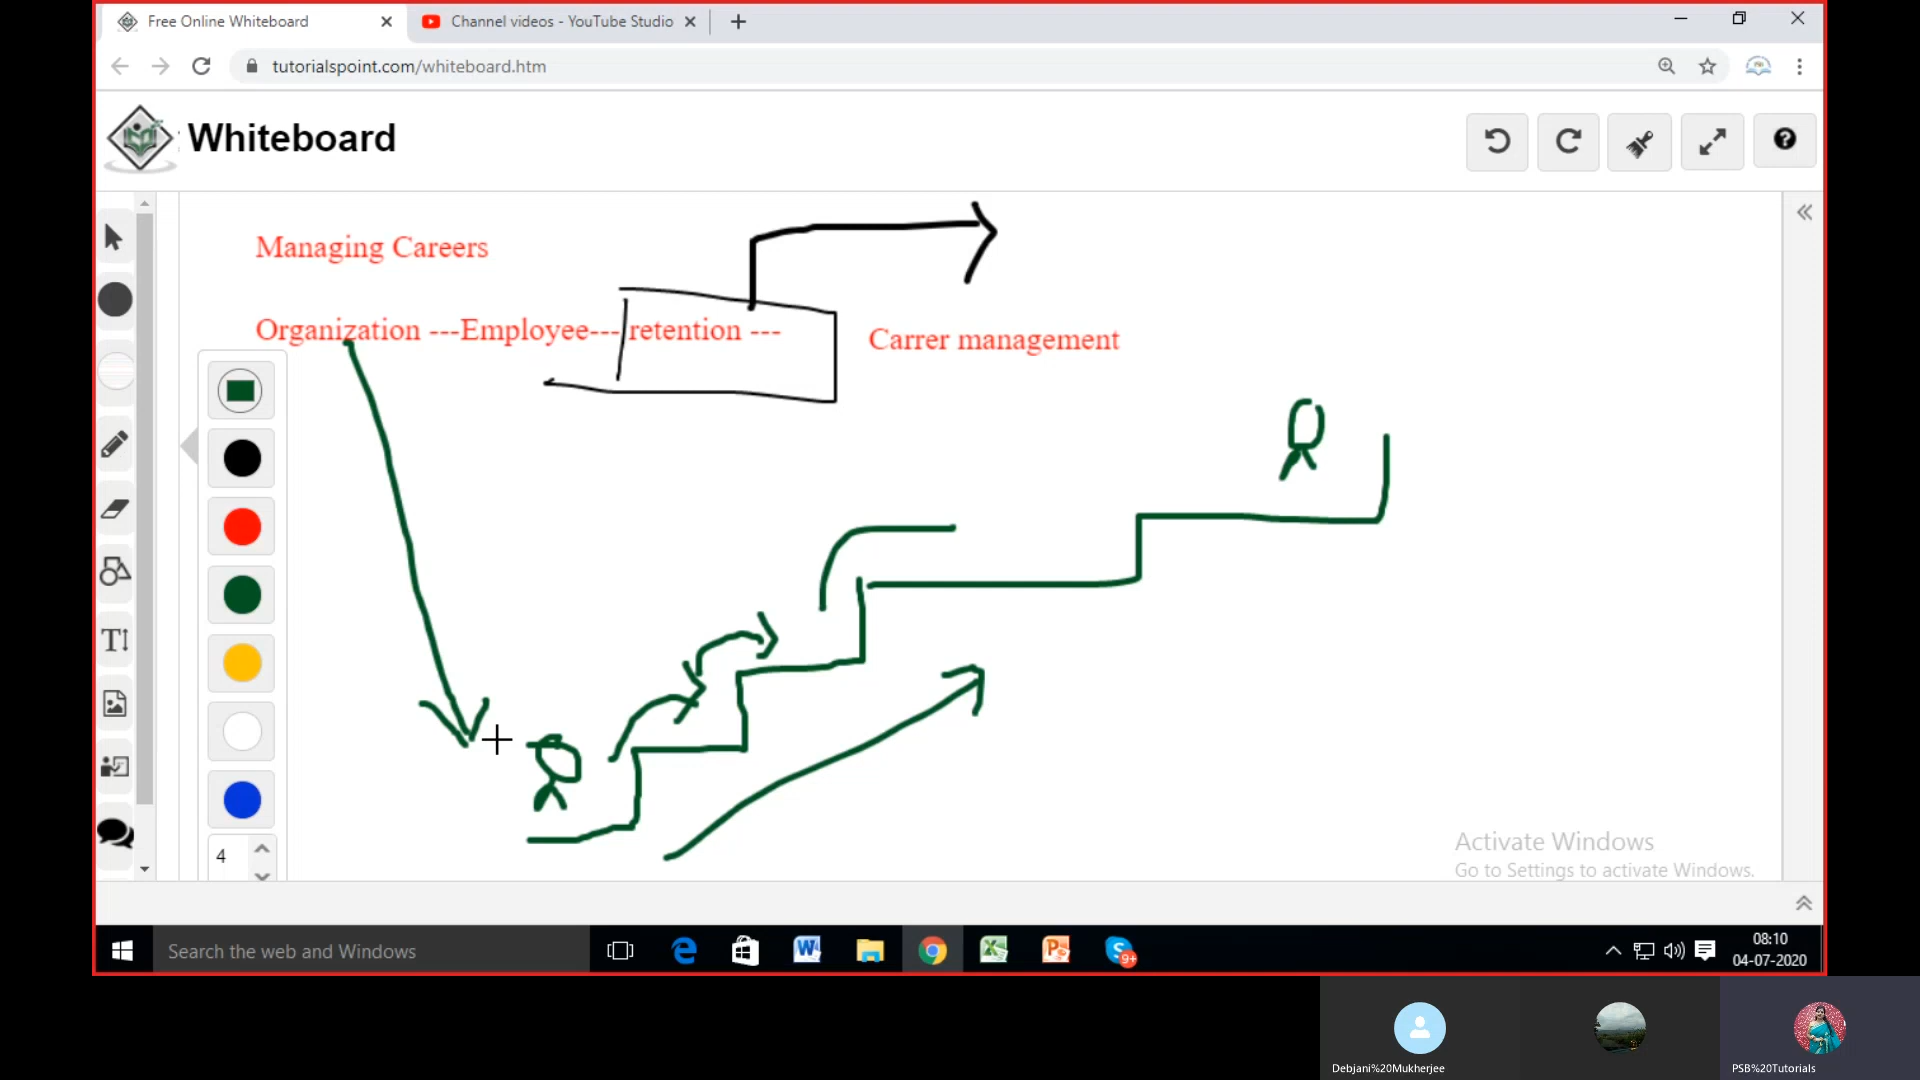 Free Online Whiteboard
Channel videos - YouTube Studio
tutorialspoint.com/whiteboard.htm
Whiteboard
Managing Careers
Organization ---Employee--- retention ---
Carrer management
4
Activate Windows
Go to Settings to activate Windows.
Search the web and Windows
9+
08:10
04-07-2020
Debjani%20Mukherjee
PSB%20Tutorials